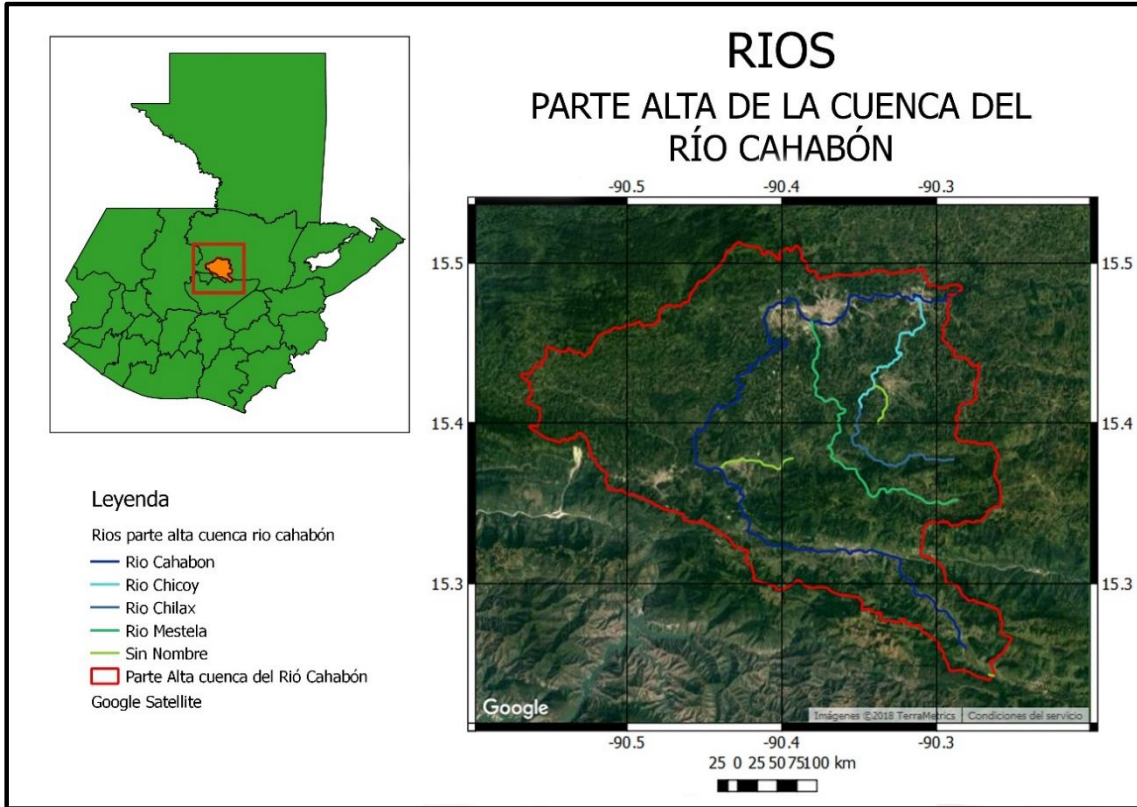 RIOS
PARTE ALTA DE LA CUENCA DEL
RÍO CAHABÓN
-90.5 -90.4 -90.3
15.5 15.5
15.4 15.4
15.3 15.3
Leyenda
Rios parte alta cuenca rio cahabón
Rio Cahabon
Rio Chicoy
Rio Chilax
Rio Mestela
Sin Nombre
Parte Alta cuenca del Rió Cahabón
Google Satellite
Google
Imágenes ©2018 TerraMetrics Condiciones del servicio
-90.5 -90.4 -90.3
25 0 25 50 75100 km